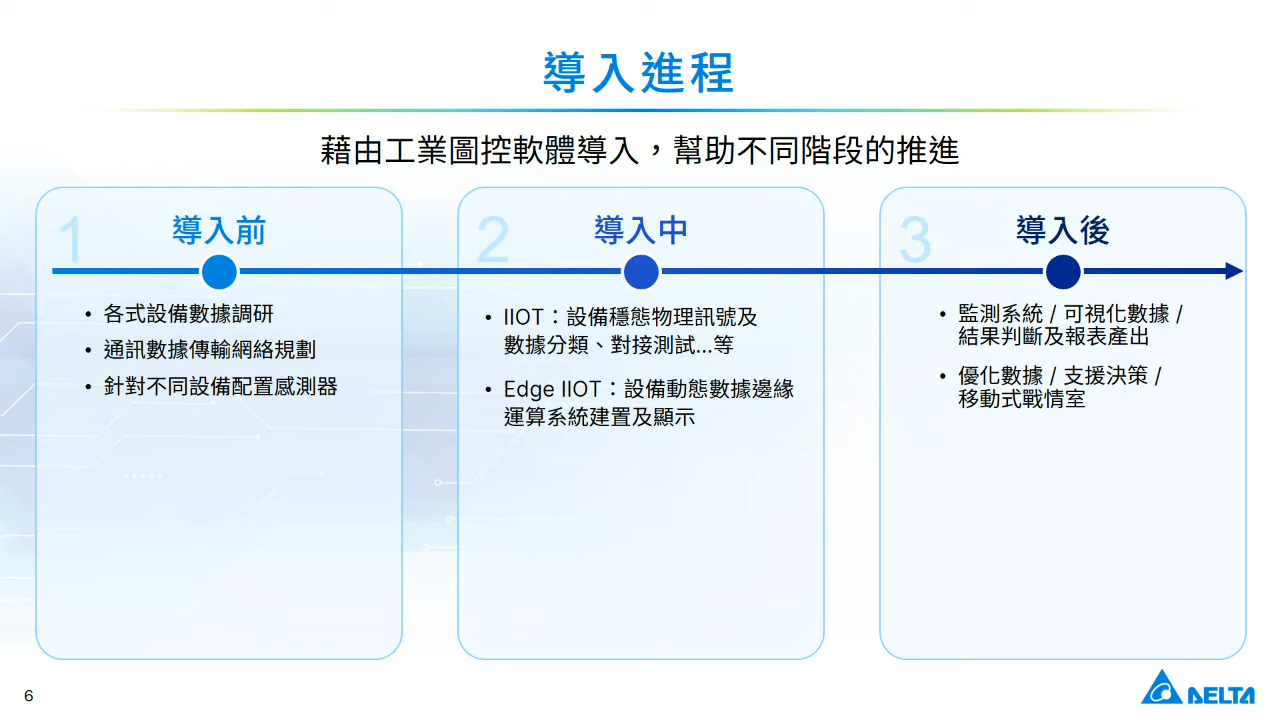 導入進程
藉由工業圖控軟體導入，幫助不同階段的推進
1
導入前
• 各式設備數據調研
• 通訊數據傳輸網絡規劃
• 針對不同設備配置感測器
2
導入中
• IIOT：設備穩態物理訊號及
數據分類、對接測試...等
• Edge IIOT：設備動態數據邊緣
運算系統建置及顯示
3
導入後
• 監測系統 / 可視化數據 /
結果判斷及報表產出
• 優化數據 / 支援決策 /
移動式戰情室
6
DELTA